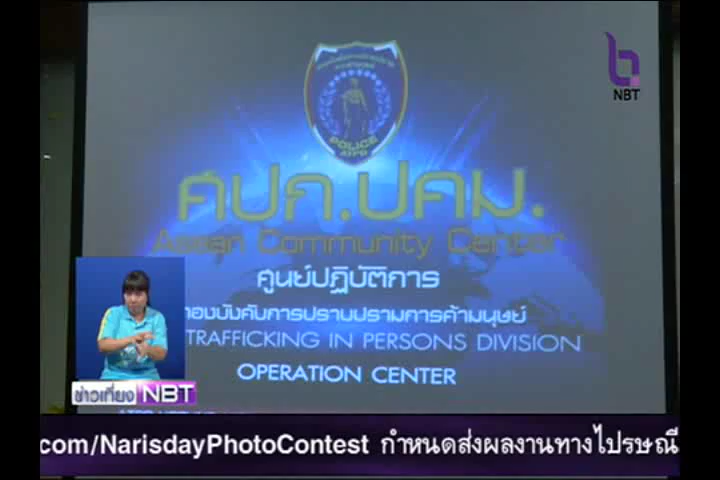 NBT
POLICE
ATPD
ศปก.ปคม.
Asean Community Center
ศูนย์ปฏิบัติการ
กองบังคับการปราบปรามการค้ามนุษย์
TRAFFICKING IN PERSONS DIVISION
OPERATION CENTER
ข่าวเที่ยง NBT
.com/NarisdayPhotoContest กำหนดส่งผลงานทางไปรษณี